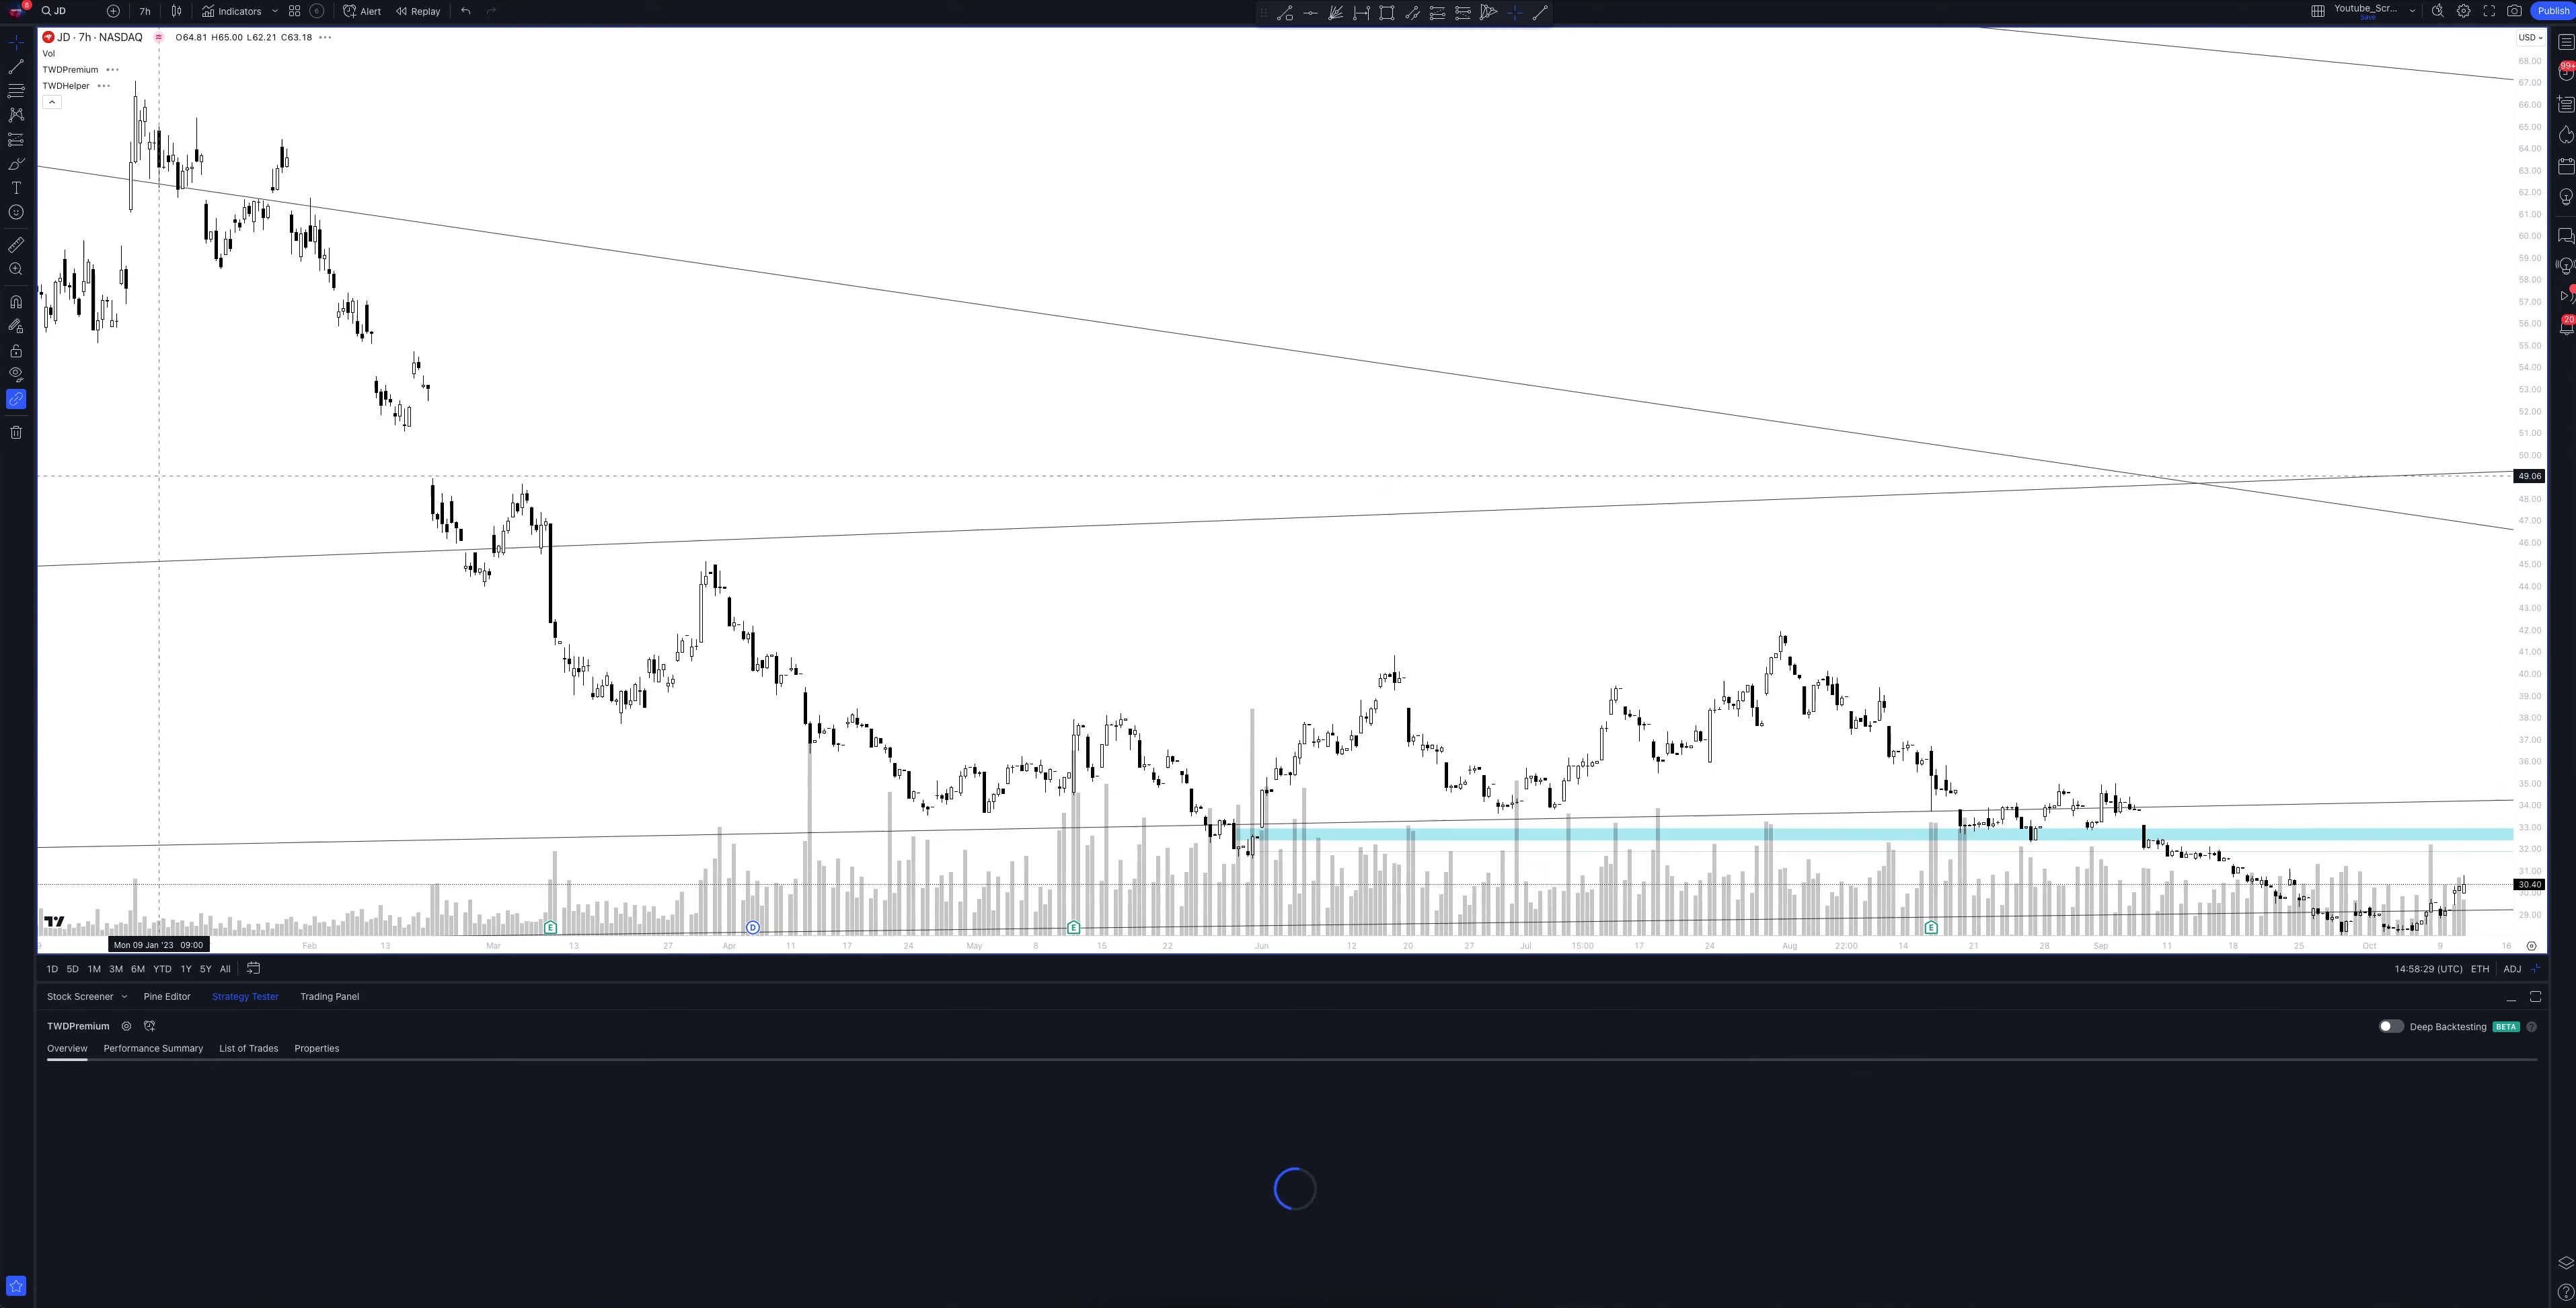 8
JD
7h
Indicators
Alert
Replay
Youtube_Scr...
Save
Publish
JD · 7h · NASDAQ O64.81 H65.00 L62.21 C63.18
Vol
TWDPremium
TWDHelper
USD
68.00
67.00
66.00
65.00
64.00
63.00
62.00
61.00
60.00
59.00
58.00
57.00
56.00
55.00
54.00
53.00
52.00
51.00
50.00
49.06
48.00
47.00
46.00
45.00
44.00
43.00
42.00
41.00
40.00
39.00
38.00
37.00
36.00
35.00
34.00
33.00
32.00
31.00
30.40
29.00
99+
20
E
D
E
E
9 Mon 09 Jan '23 09:00 Feb 13 Mar 13 27 Apr 11 17 24 May 8 15 22 Jun 12 20 27 Jul 15:00 17 24 Aug 22:00 14 21 28 Sep 11 18 25 Oct 9 16
1D 5D 1M 3M 6M YTD 1Y 5Y All
14:58:29 (UTC) ETH ADJ
Stock Screener Pine Editor Strategy Tester Trading Panel
TWDPremium
Deep Backtesting BETA
Overview Performance Summary List of Trades Properties